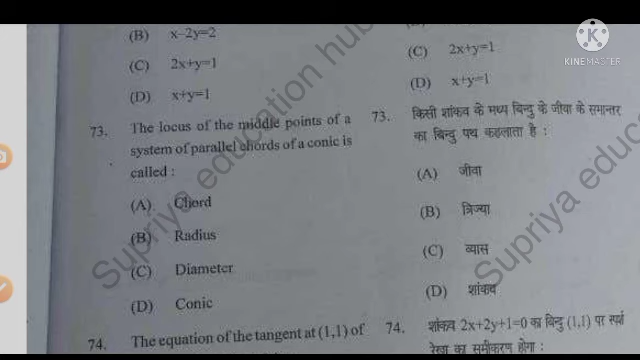 (B) x–2y=2
(C) 2x+y=1
(D) x+y=1
73. The locus of the middle points of a
system of parallel chords of a conic is
called :
(A) Chord
(B) Radius
(C) Diameter
(D) Conic
74. The equation of the tangent at (1,1) of
(C) 2x+y=1
(D) x+y=1
73. किसी शांकव के मध्य बिन्दु के जीवा के समान्तर
का बिन्दु पथ कहलाता है :
(A) जीवा
(B) त्रिज्या
(C) व्यास
(D) शांकव
74. शांकव 2x+2y+1=0 का बिन्दु (1,1) पर स्पर्श
रेखा का समीकरण होगा :
KINEMASTER
Supriya education hub
Supriya educa